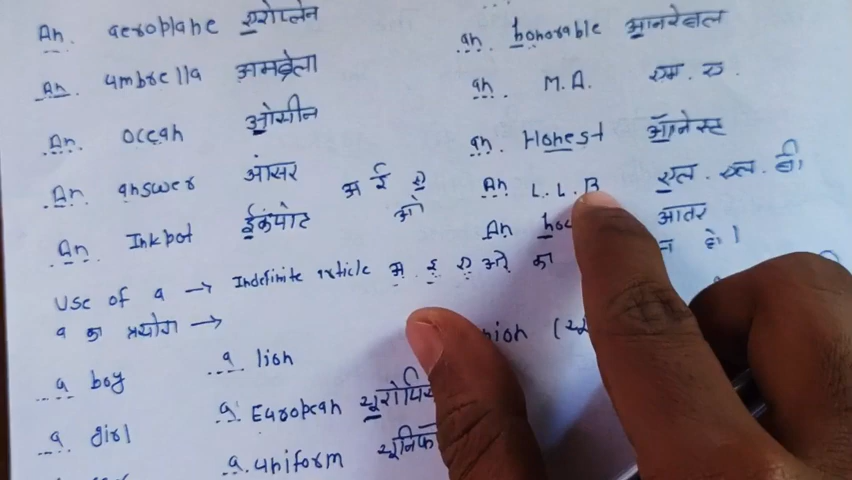 An. aeroplane एरोप्लेन
An. umbrella अमब्रेला
An. ocean ओसीन
An. answer आंसर
An. Inkpot ईंकपोट
अ ई ए
ओ
an. honorable आनरेबल
an M.A. एम. ए.
an. Honest ऑनेस्ट
An L.L.B एल. एल. बी
An आवर
हो।
Use of a → Indefinite article अ, इ, ए ओ का
a का प्रयोग →
a boy a lion
a girl a European
a. uniform